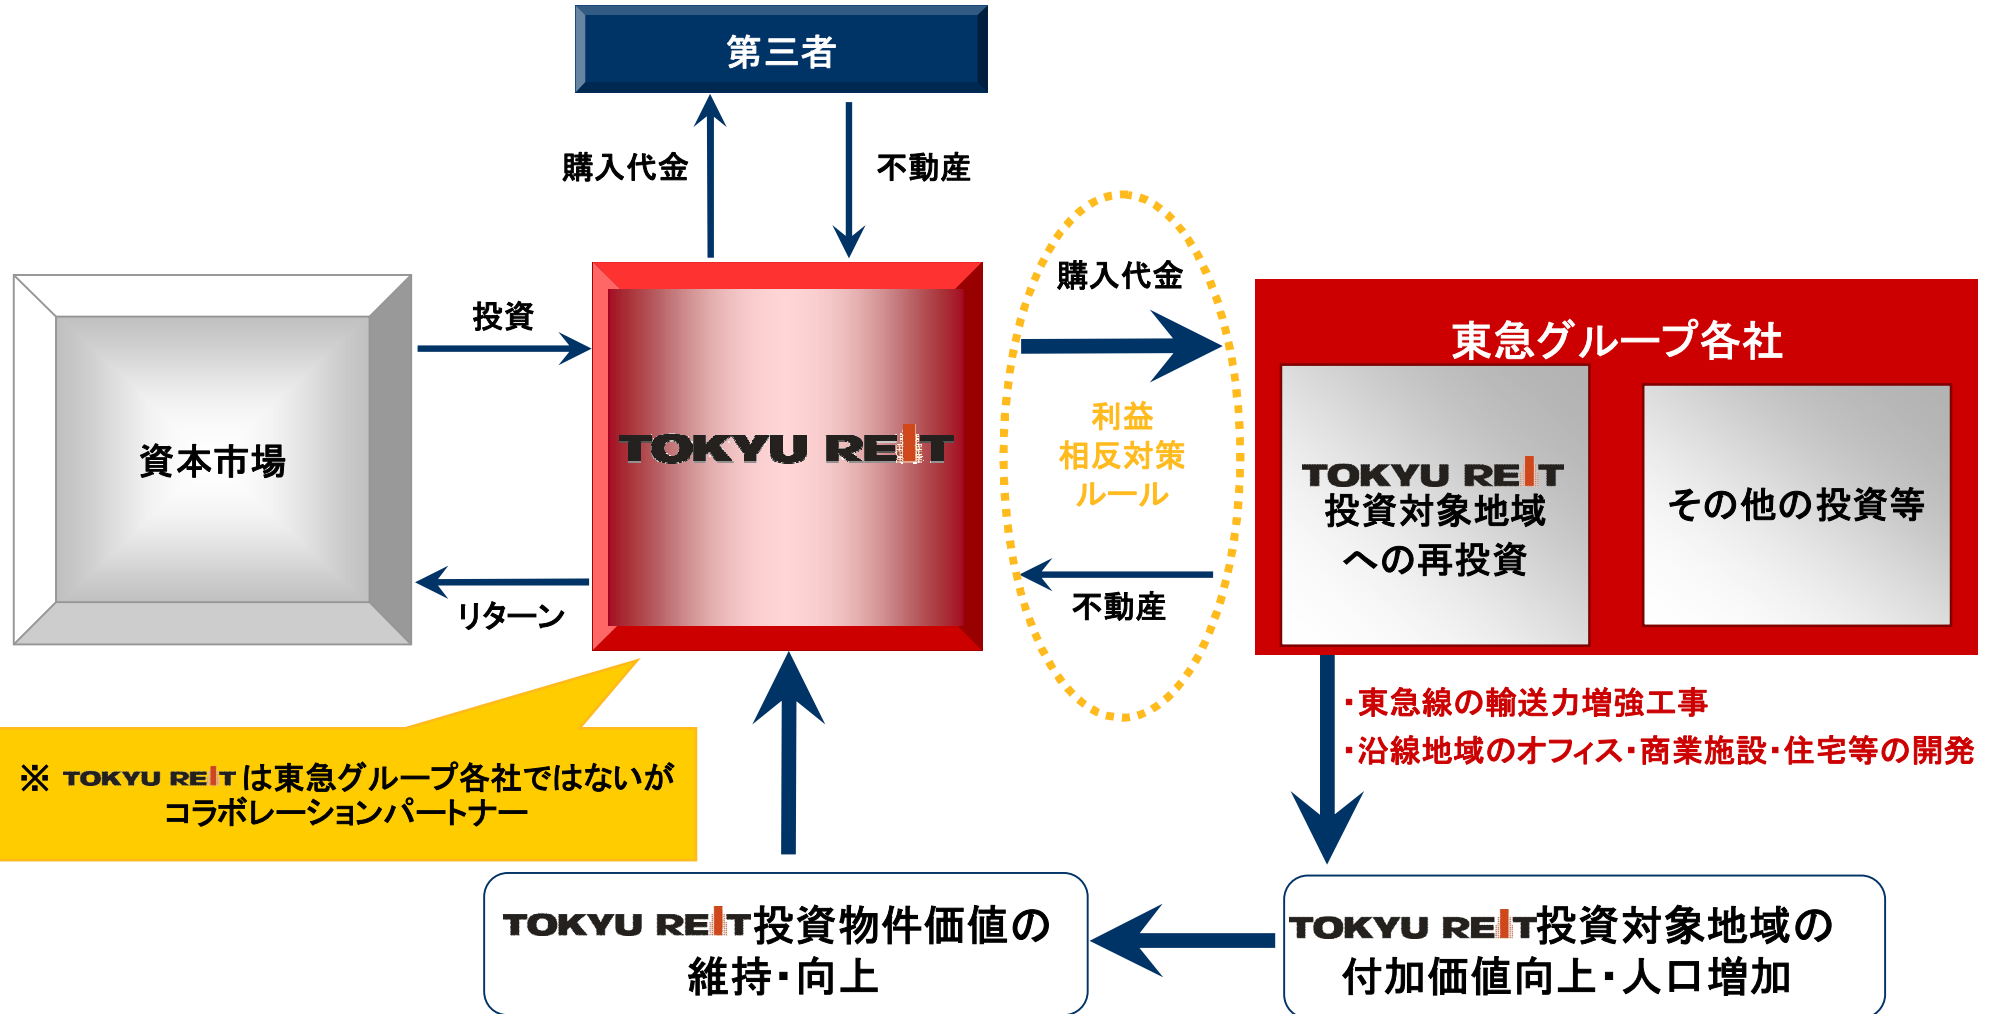 第三者
購入代金
不動産
資本市場
投資
リターン
TOKYU REIT
購入代金
利益
相反対策
ルール
不動産
東急グループ各社
TOKYU REIT
投資対象地域
への再投資
その他の投資等
・東急線の輸送力増強工事
・沿線地域のオフィス・商業施設・住宅等の開発
※ TOKYU REIT は東急グループ各社ではないが
コラボレーションパートナー
TOKYU REIT投資物件価値の
維持・向上
TOKYU REIT投資対象地域の
付加価値向上・人口増加